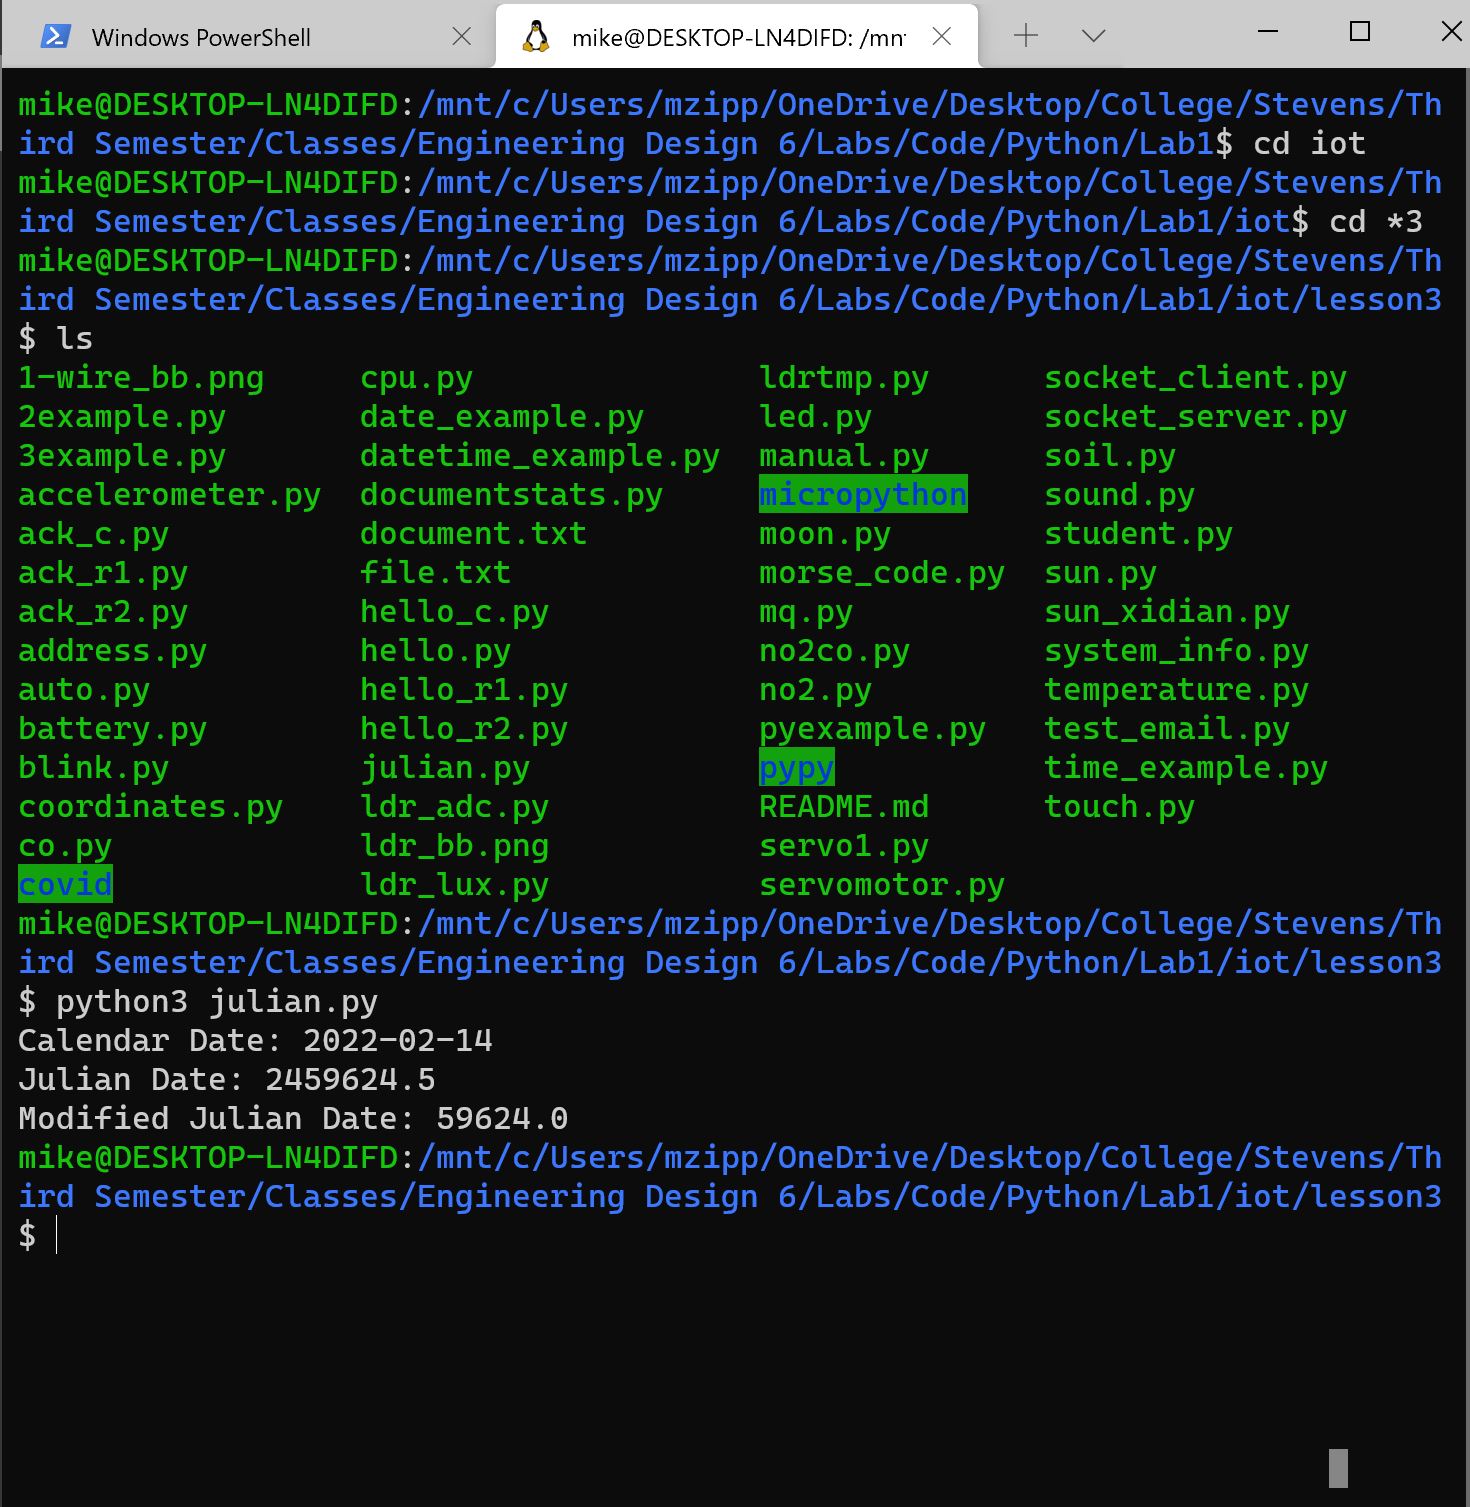 Windows PowerShell mike@DESKTOP-LN4DIFD: /mn
mike@DESKTOP-LN4DIFD:/mnt/c/Users/mzipp/OneDrive/Desktop/College/Stevens/Th
ird Semester/Classes/Engineering Design 6/Labs/Code/Python/Lab1$ cd iot
mike@DESKTOP-LN4DIFD:/mnt/c/Users/mzipp/OneDrive/Desktop/College/Stevens/Th
ird Semester/Classes/Engineering Design 6/Labs/Code/Python/Lab1/iot$ cd *3
mike@DESKTOP-LN4DIFD:/mnt/c/Users/mzipp/OneDrive/Desktop/College/Stevens/Th
ird Semester/Classes/Engineering Design 6/Labs/Code/Python/Lab1/iot/lesson3
$ ls
1-wire_bb.png cpu.py ldrtmp.py socket_client.py
2example.py date_example.py led.py socket_server.py
3example.py datetime_example.py manual.py soil.py
accelerometer.py documentstats.py micropython sound.py
ack_c.py document.txt moon.py student.py
ack_r1.py file.txt morse_code.py sun.py
ack_r2.py hello_c.py mq.py sun_xidian.py
address.py hello.py no2co.py system_info.py
auto.py hello_r1.py no2.py temperature.py
battery.py hello_r2.py pyexample.py test_email.py
blink.py julian.py pypy time_example.py
coordinates.py ldr_adc.py README.md touch.py
co.py ldr_bb.png servo1.py
covid ldr_lux.py servomotor.py
mike@DESKTOP-LN4DIFD:/mnt/c/Users/mzipp/OneDrive/Desktop/College/Stevens/Th
ird Semester/Classes/Engineering Design 6/Labs/Code/Python/Lab1/iot/lesson3
$ python3 julian.py
Calendar Date: 2022-02-14
Julian Date: 2459624.5
Modified Julian Date: 59624.0
mike@DESKTOP-LN4DIFD:/mnt/c/Users/mzipp/OneDrive/Desktop/College/Stevens/Th
ird Semester/Classes/Engineering Design 6/Labs/Code/Python/Lab1/iot/lesson3
$